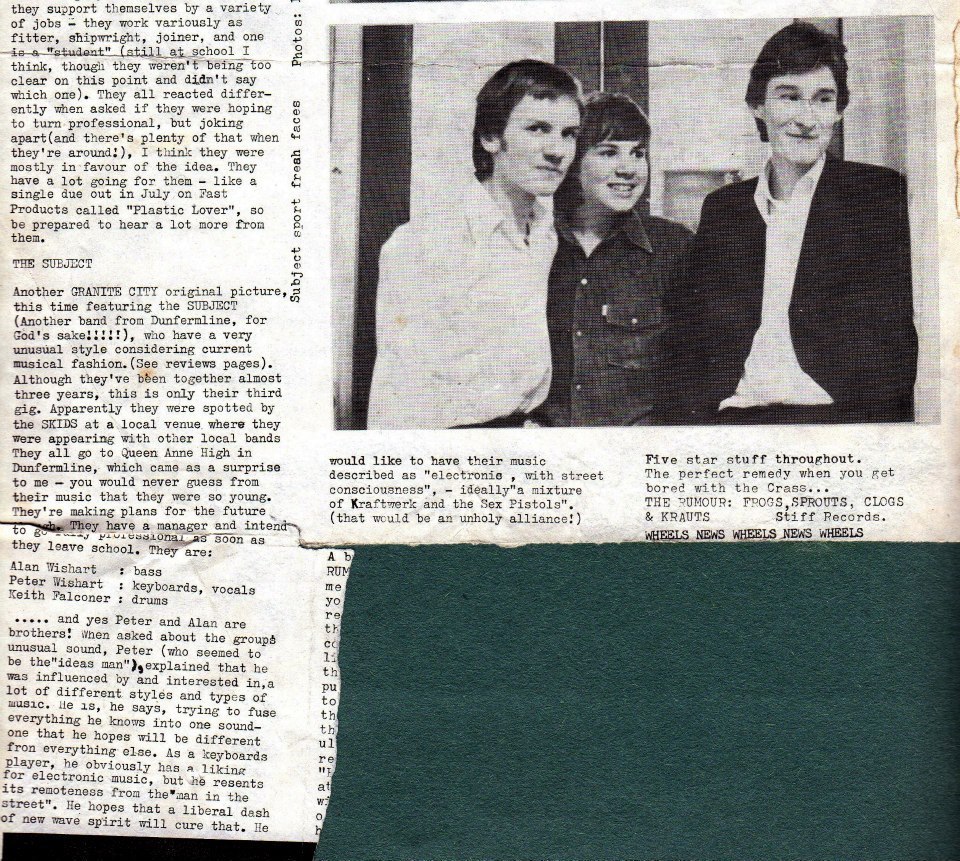 they support themselves by a variety
of jobs - they work variously as
fitter, shipwright, joiner, and one
is a "student" (still at school I
think, though they weren't being too
clear on this point and didn't say
which one). They all reacted differ-
ently when asked if they were hoping
to turn professional, but joking
apart(and there's plenty of that when
they're around!), I think they were
mostly in favour of the idea. They
have a lot going for them - like a
single due out in July on Fast
Products called "Plastic Lover", so
be prepared to hear a lot more from
them.
THE SUBJECT
Another GRANITE CITY original picture,
this time featuring the SUBJECT
(Another band from Dunfermline, for
God's sake!!!!!), who have a very
unusual style considering current
musical fashion.(See reviews pages).
Although they've been together almost
three years, this is only their third
gig. Apparently they were spotted by
the SKIDS at a local venue where they
were appearing with other local bands
They all go to Queen Anne High in
Dunfermline, which came as a surprise
to me - you would never guess from
their music that they were so young.
They're making plans for the future
They have a manager and intend
to go fully professional as soon as
they leave school. They are:
Alan Wishart : bass
Peter Wishart : keyboards, vocals
Keith Falconer : drums
..... and yes Peter and Alan are
brothers! When asked about the groups
unusual sound, Peter (who seemed to
be the"ideas man"),explained that he
was influenced by and interested in,a
lot of different styles and types of
music. He is, he says, trying to fuse
everything he knows into one sound-
one that he hopes will be different
fron everything else. As a keyboards
player, he obviously has a liking
for electronic music, but he resents
its remoteness from the"man in the
street". He hopes that a liberal dash
of new wave spirit will cure that. He
Subject sport fresh faces Photos:
would like to have their music
described as "electronic , with street
consciousness", - ideally"a mixture
of Kraftwerk and the Sex Pistols".
(that would be an unholy alliance!)
A b
RUM
me
yo
re
th
co
li
th
pu
to
th
th
ul
re
at
Five star stuff throughout.
The perfect remedy when you get
bored with the Crass...
THE RUMOUR: FROGS,SPROUTS, CLOGS
& KRAUTS Stiff Records.
WHEELS NEWS WHEELS NEWS WHEELS